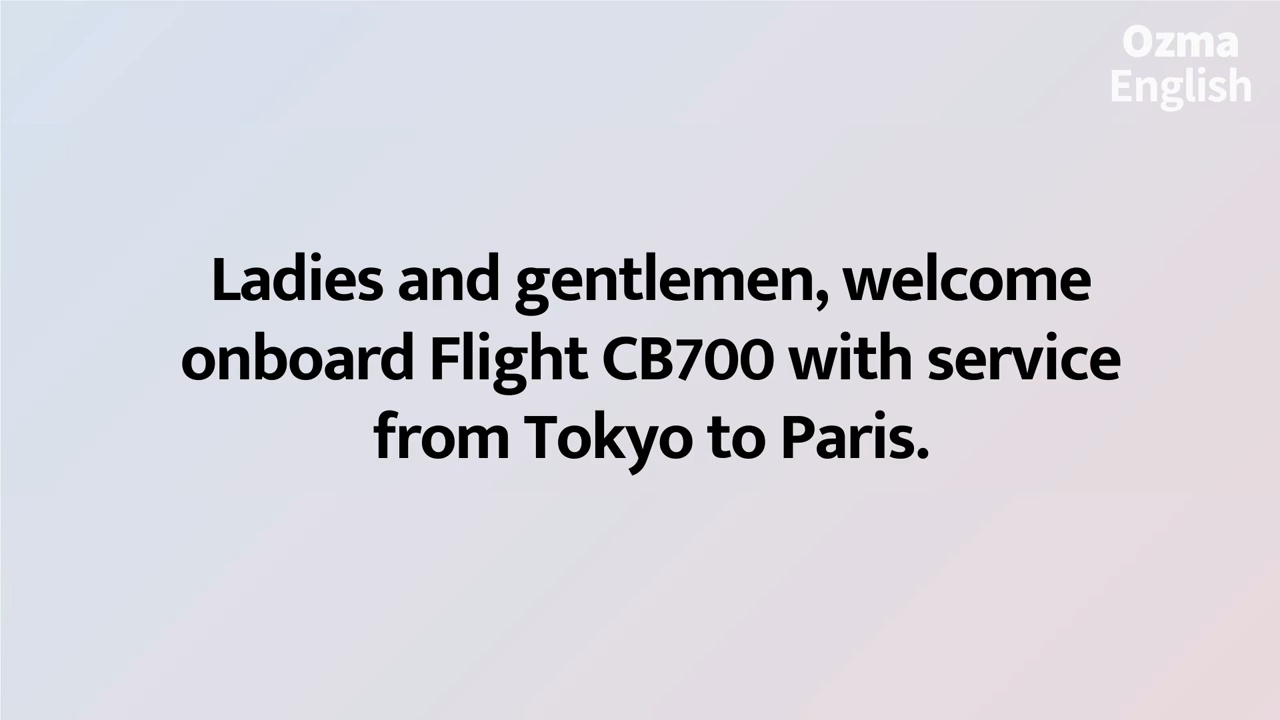 Ozma
English
Ladies and gentlemen, welcome
onboard Flight CB700 with service
from Tokyo to Paris.